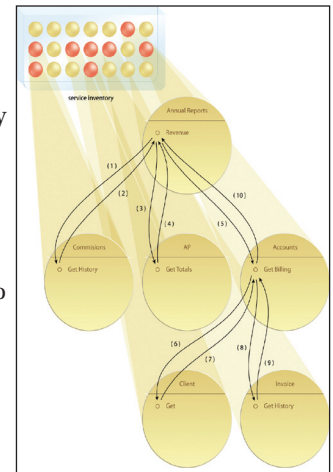 service inventory
y
Annual Reports
Revenue
(1)
(2)
(3)
(4)
(10)
(5)
Commisions
AP
Accounts
Get History
Get Totals
Get Billing
o
(6)
(7)
(8)
(9)
Client
Invoice
Get
Get History